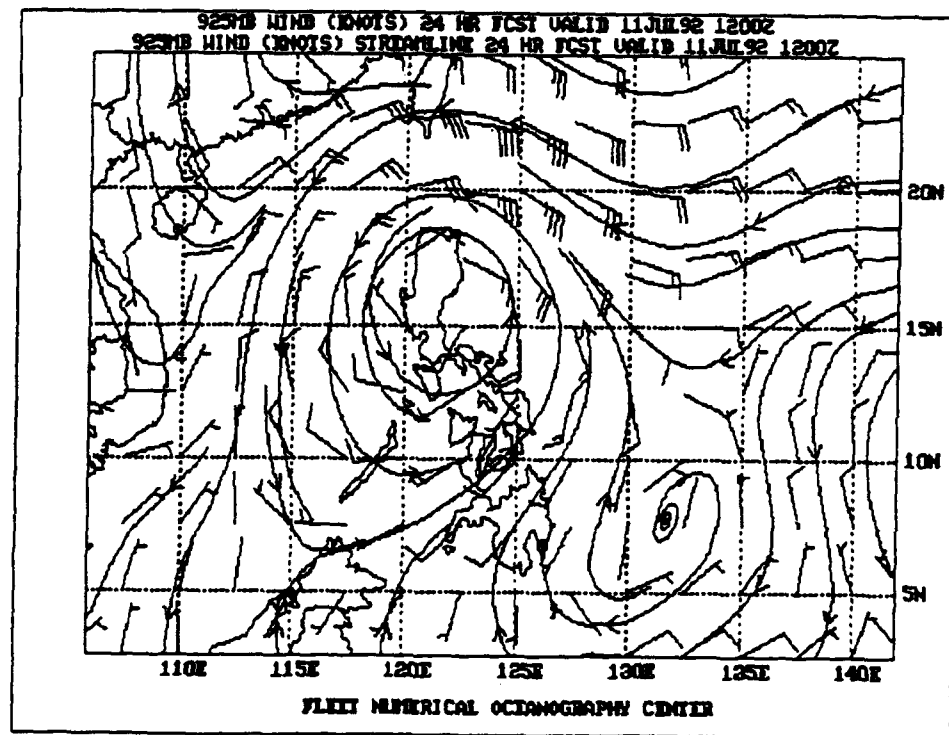 925MB WIND (KNOTS) 24 HR FCST VALID 11JUL92 1200Z
925MB WIND (KNOTS) STREAMLINE 24 HR FCST VALID 11JUL92 1200Z
20N
15N
10N
5N
110E 115E 120E 125E 130E 135E 140E
FLEET NUMERICAL OCEANOGRAPHY CENTER